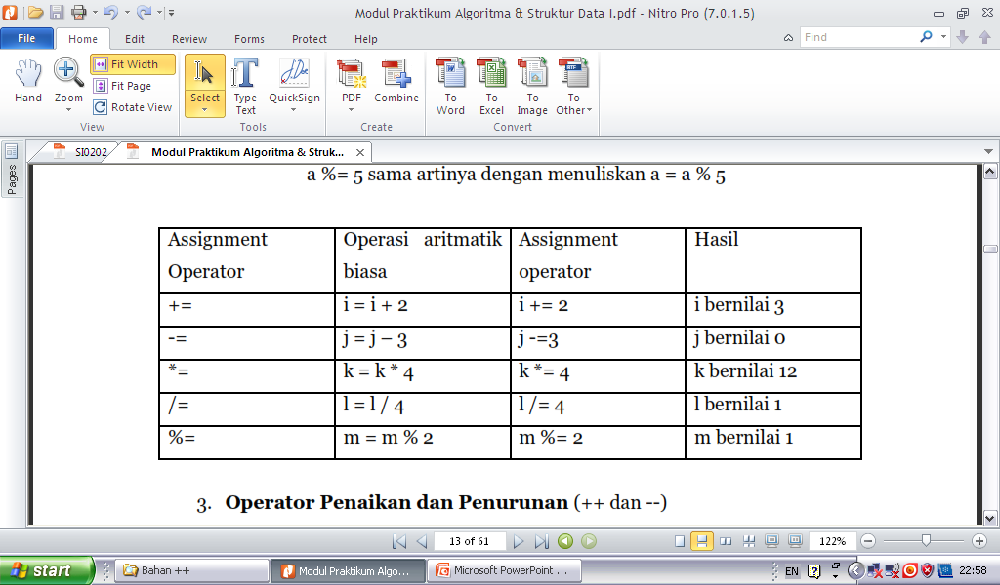 Modul Praktikum Algoritma & Struktur Data I.pdf - Nitro Pro (7.0.1.5)
File Home Edit Review Forms Protect Help Find
Hand Zoom Fit Width Fit Page Rotate View
View
Select Type Text QuickSign
Tools
PDF Combine
Create
To Word To Excel To Image To Other
Convert
SI0202 Modul Praktikum Algoritma & Struk...
Pages
a %= 5 sama artinya dengan menuliskan a = a % 5
Assignment Operator Operasi aritmatik biasa Assignment operator Hasil
+= i = i + 2 i += 2 i bernilai 3
-= j = j – 3 j -=3 j bernilai 0
*= k = k * 4 k *= 4 k bernilai 12
/= l = l / 4 l /= 4 l bernilai 1
%= m = m % 2 m %= 2 m bernilai 1
3. Operator Penaikan dan Penurunan (++ dan --)
13 of 61 122%
start Bahan ++ Modul Praktikum Algo... Microsoft PowerPoint ... EN 22:58